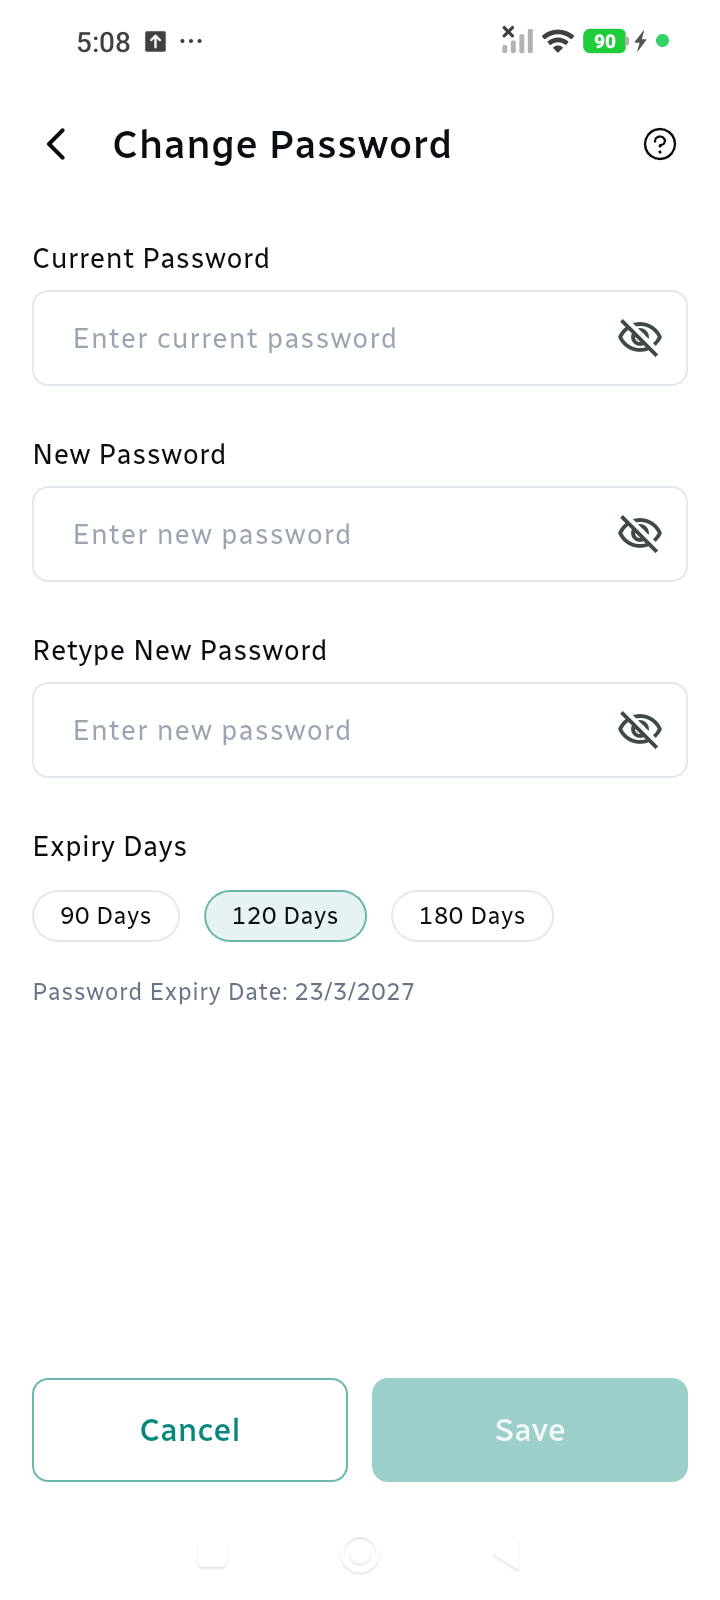 5:08
90
Change Password
Current Password
Enter current password
New Password
Enter new password
Retype New Password
Enter new password
Expiry Days
90 Days 120 Days 180 Days
Password Expiry Date: 23/3/2027
Cancel Save